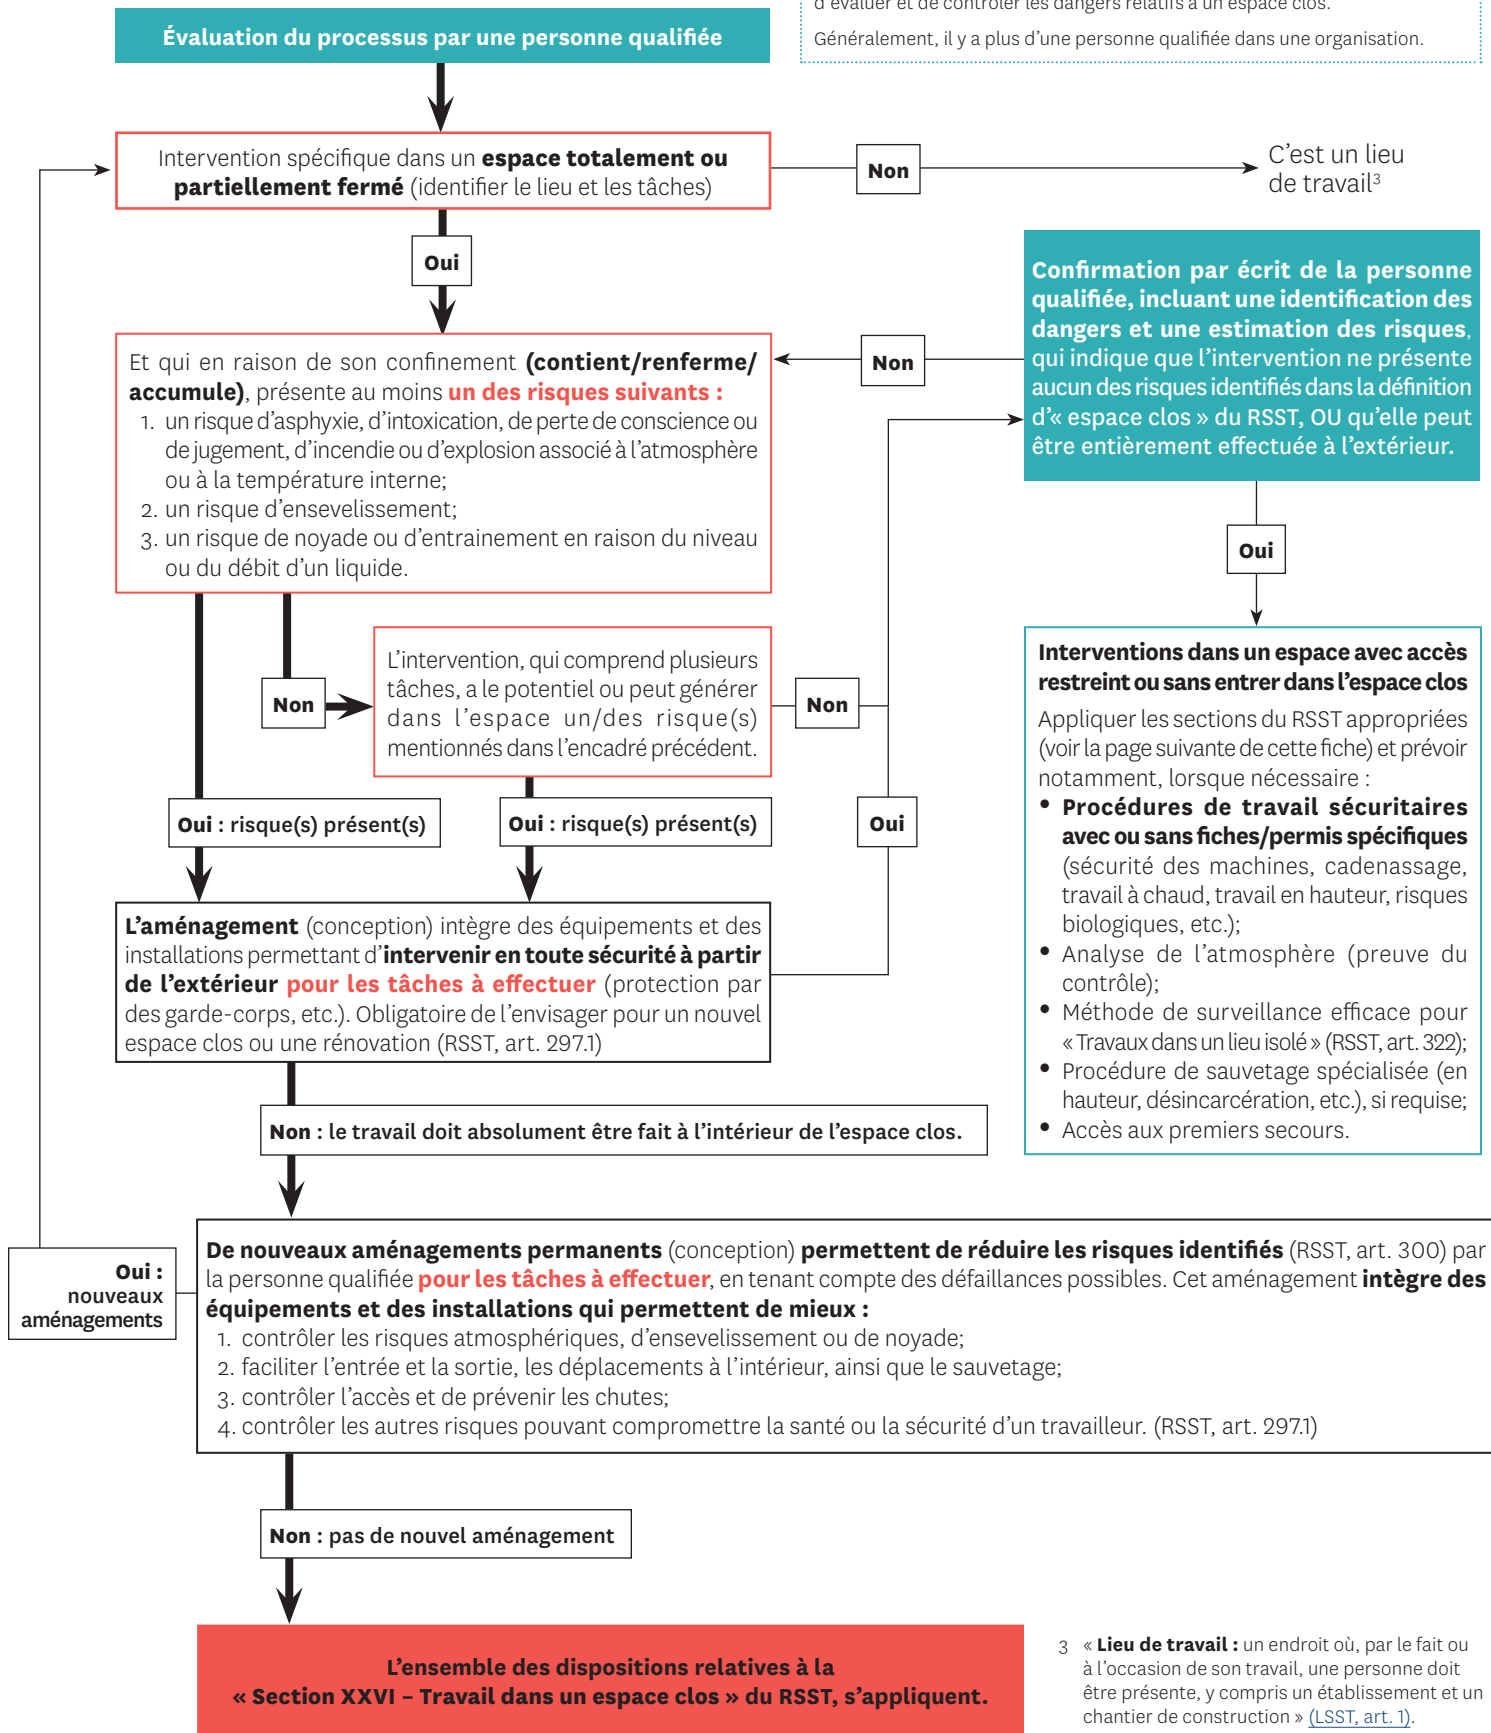 d'évaluer et de contrôler les dangers relatifs à un espace clos.
Généralement, il y a plus d'une personne qualifiée dans une organisation.
Évaluation du processus par une personne qualifiée
Intervention spécifique dans un espace totalement ou
partiellement fermé (identifier le lieu et les tâches)
Non
C'est un lieu
de travail3
Oui
Confirmation par écrit de la personne
qualifiée, incluant une identification des
dangers et une estimation des risques,
qui indique que l'intervention ne présente
aucun des risques identifiés dans la définition
d'« espace clos » du RSST, OU qu'elle peut
être entièrement effectuée à l'extérieur.
Et qui en raison de son confinement (contient/renferme/
accumule), présente au moins un des risques suivants :
1. un risque d'asphyxie, d'intoxication, de perte de conscience ou
de jugement, d'incendie ou d'explosion associé à l'atmosphère
ou à la température interne;
2. un risque d'ensevelissement;
3. un risque de noyade ou d'entrainement en raison du niveau
ou du débit d'un liquide.
Non
Oui
L'intervention, qui comprend plusieurs
tâches, a le potentiel ou peut générer
dans l'espace un/des risque(s)
mentionnés dans l'encadré précédent.
Non
Non
Oui : risque(s) présent(s)
Oui : risque(s) présent(s)
Oui
Interventions dans un espace avec accès
restreint ou sans entrer dans l'espace clos
Appliquer les sections du RSST appropriées
(voir la page suivante de cette fiche) et prévoir
notamment, lorsque nécessaire :
• Procédures de travail sécuritaires
avec ou sans fiches/permis spécifiques
(sécurité des machines, cadenassage,
travail à chaud, travail en hauteur, risques
biologiques, etc.);
• Analyse de l'atmosphère (preuve du
contrôle);
• Méthode de surveillance efficace pour
« Travaux dans un lieu isolé » (RSST, art. 322);
• Procédure de sauvetage spécialisée (en
hauteur, désincarcération, etc.), si requise;
• Accès aux premiers secours.
L'aménagement (conception) intègre des équipements et des
installations permettant d'intervenir en toute sécurité à partir
de l'extérieur pour les tâches à effectuer (protection par
des garde-corps, etc.). Obligatoire de l'envisager pour un nouvel
espace clos ou une rénovation (RSST, art. 297.1)
Non : le travail doit absolument être fait à l'intérieur de l'espace clos.
Oui :
nouveaux
aménagements
De nouveaux aménagements permanents (conception) permettent de réduire les risques identifiés (RSST, art. 300) par
la personne qualifiée pour les tâches à effectuer, en tenant compte des défaillances possibles. Cet aménagement intègre des
équipements et des installations qui permettent de mieux :
1. contrôler les risques atmosphériques, d'ensevelissement ou de noyade;
2. faciliter l'entrée et la sortie, les déplacements à l'intérieur, ainsi que le sauvetage;
3. contrôler l'accès et de prévenir les chutes;
4. contrôler les autres risques pouvant compromettre la santé ou la sécurité d'un travailleur. (RSST, art. 297.1)
Non : pas de nouvel aménagement
L'ensemble des dispositions relatives à la
« Section XXVI – Travail dans un espace clos » du RSST, s'appliquent.
3 « Lieu de travail : un endroit où, par le fait ou
à l'occasion de son travail, une personne doit
être présente, y compris un établissement et un
chantier de construction » (LSST, art. 1).